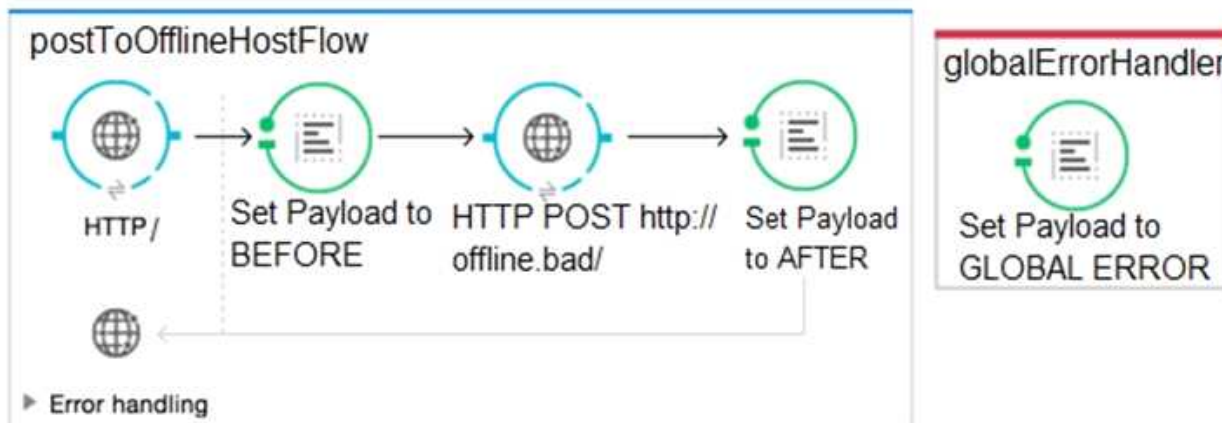 postToOfflineHostFlow
HTTP /
Set Payload to
BEFORE
HTTP POST http://
offline.bad/
Set Payload
to AFTER
Error handling
globalErrorHandler
Set Payload to
GLOBAL ERROR